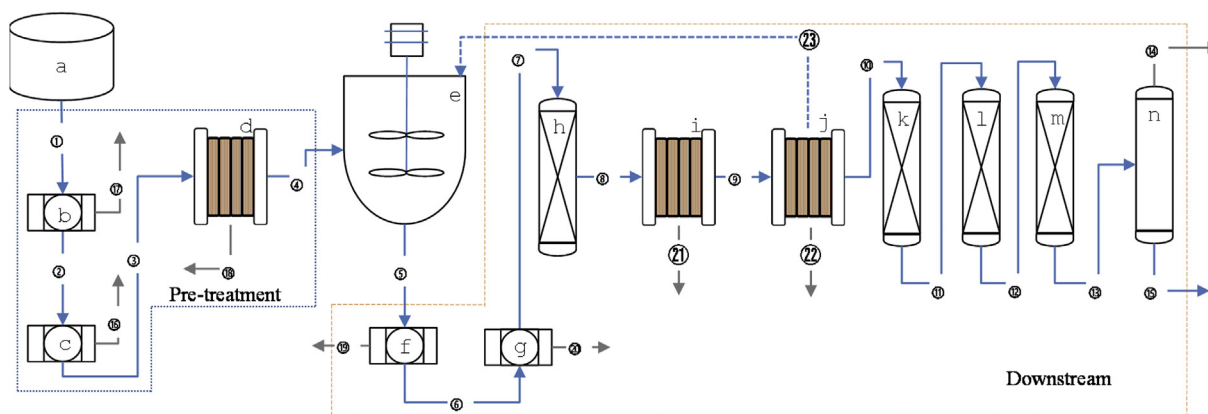 a
①
b
⑰
②
③
c
⑯
d
④
⑱
Pre-treatment
e
⑤
f
⑲
⑥
g
⑳
⑦
h
⑧
i
㉑
⑨
j
㉒
㉓
⑩
k
⑪
l
⑫
m
⑬
n
⑭
⑮
Downstream